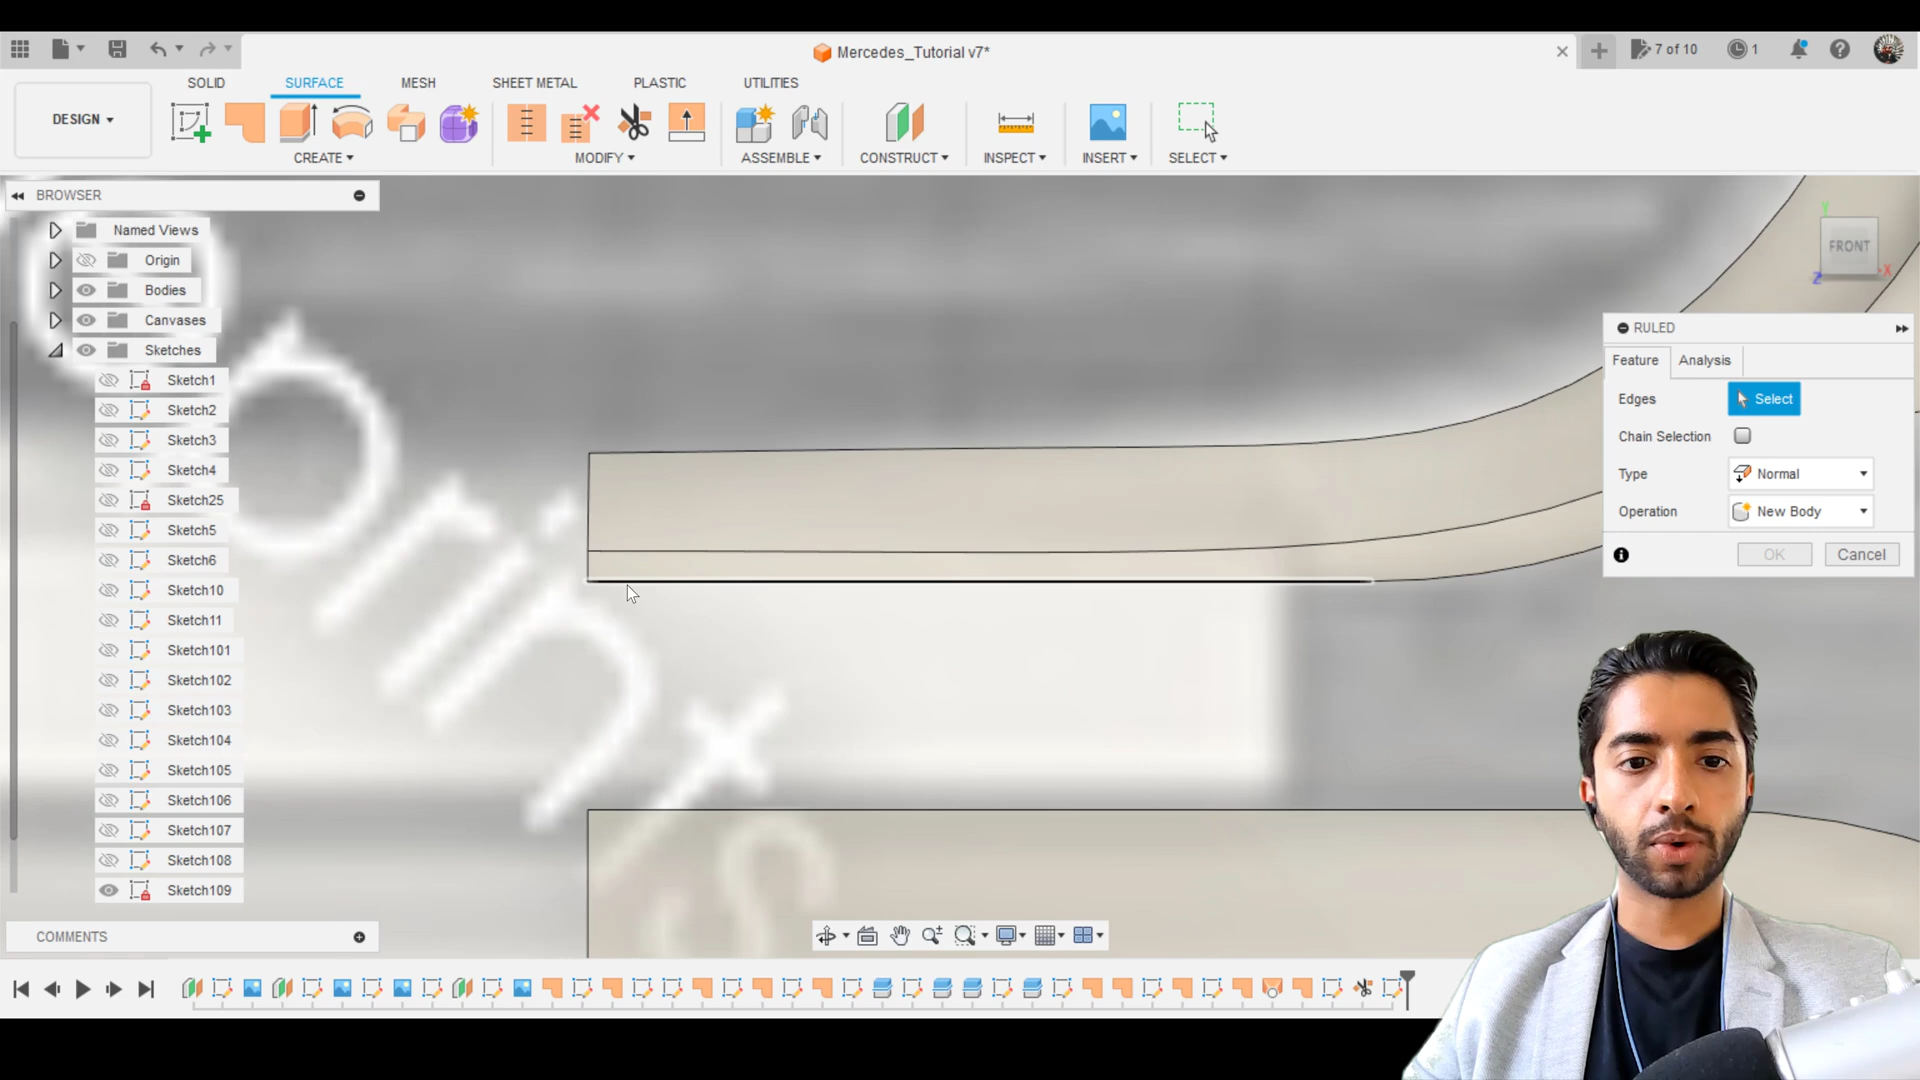 Mercedes_Tutorial v7*
7 of 10
1
DESIGN
SOLID
SURFACE
MESH
SHEET METAL
PLASTIC
UTILITIES
CREATE
MODIFY
ASSEMBLE
CONSTRUCT
INSPECT
INSERT
SELECT
BROWSER
Named Views
Origin
Bodies
Canvases
Sketches
Sketch1
Sketch2
Sketch3
Sketch4
Sketch25
Sketch5
Sketch6
Sketch10
Sketch11
Sketch101
Sketch102
Sketch103
Sketch104
Sketch105
Sketch106
Sketch107
Sketch108
Sketch109
COMMENTS
Y
FRONT
X
Z
RULED
Feature
Analysis
Edges
Select
Chain Selection
Type
Normal
Operation
New Body
OK
Cancel